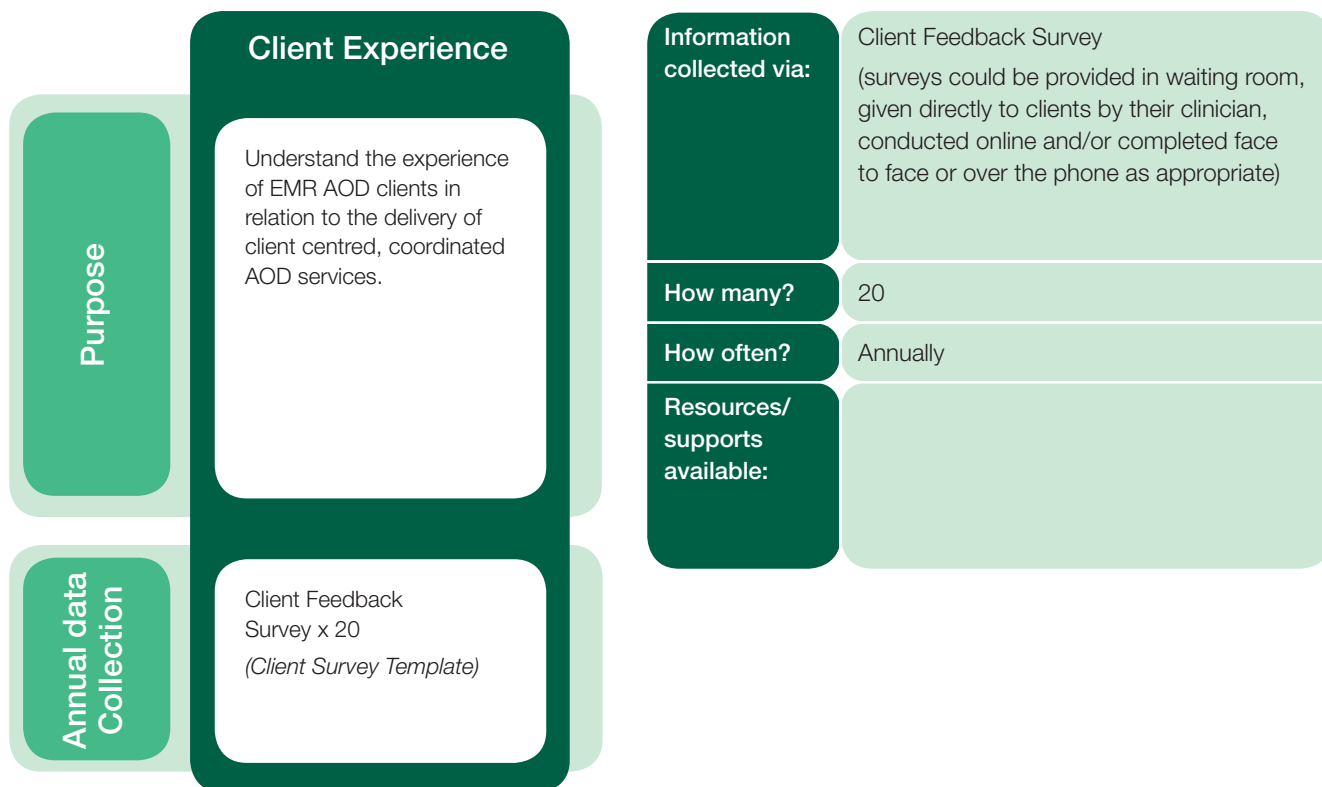 Client Experience
Purpose
Understand the experience
of EMR AOD clients in
relation to the delivery of
client centred, coordinated
AOD services.
Annual data
Collection
Client Feedback
Survey x 20
(Client Survey Template)
Information
collected via:
Client Feedback Survey
(surveys could be provided in waiting room,
given directly to clients by their clinician,
conducted online and/or completed face
to face or over the phone as appropriate)
How many?
20
How often?
Annually
Resources/
supports
available: